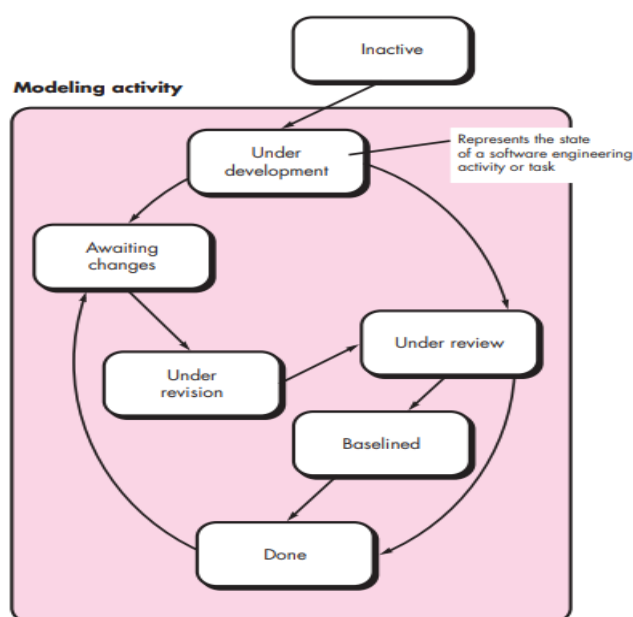 Inactive
Modeling activity
Under
development
Represents the state
of a software engineering
activity or task
Awaiting
changes
Under review
Under
revision
Baselined
Done